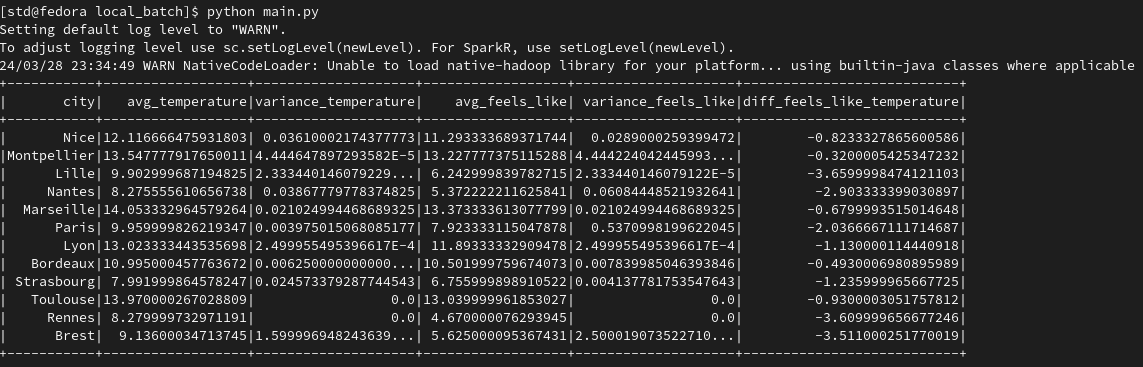 [std@fedora local_batch]$ python main.py
Setting default log level to "WARN".
To adjust logging level use sc.setLogLevel(newLevel). For SparkR, use setLogLevel(newLevel).
24/03/28 23:34:49 WARN NativeCodeLoader: Unable to load native-hadoop library for your platform... using builtin-java classes where applicable
+-----------+------------------+--------------------+------------------+--------------------+---------------------------+
|       city|   avg_temperature|variance_temperature|    avg_feels_like| variance_feels_like|diff_feels_like_temperature|
+-----------+------------------+--------------------+------------------+--------------------+---------------------------+
|       Nice|12.116666475931803| 0.03610002174377773|11.293333689371744|  0.0289000259399472|        -0.8233327865600586|
|Montpellier|13.547777917650011|4.444647897293582E-5|13.227777375115288|4.444224042445993...|        -0.3200005425347232|
|      Lille| 9.902999687194825|2.333440146079229...| 6.242999839782715|2.333440146079122E-5|        -3.6599998474121103|
|     Nantes| 8.275555610656738| 0.03867779778374825| 5.372222211625841| 0.06084448521932641|         -2.903333399030897|
|  Marseille|14.053332964579264|0.021024994468689325|13.373333613077799|0.021024994468689325|        -0.6799993515014648|
|      Paris| 9.959999826219347|0.003975015068085177| 7.923333115047878|  0.5370998199622045|        -2.0366667111714687|
|       Lyon|13.023333443535698|2.499955495396617E-4| 11.89333332909478|2.499955495396617E-4|         -1.130000114440918|
|   Bordeaux|10.995000457763672|0.006250000000000...|10.501999759674073|0.007839985046393846|        -0.4930006980895989|
| Strasbourg| 7.991999864578247|0.024573379287744543| 6.755999898910522|0.004137781753547643|         -1.235999965667725|
|   Toulouse|13.970000267028809|                 0.0|13.039999961853027|                 0.0|        -0.9300003051757812|
|     Rennes| 8.279999732971191|                 0.0| 4.670000076293945|                 0.0|         -3.609999656677246|
|      Brest|  9.13600034713745|1.599996948243639...| 5.625000095367431|2.500019073522710...|         -3.511000251770019|
+-----------+------------------+--------------------+------------------+--------------------+---------------------------+